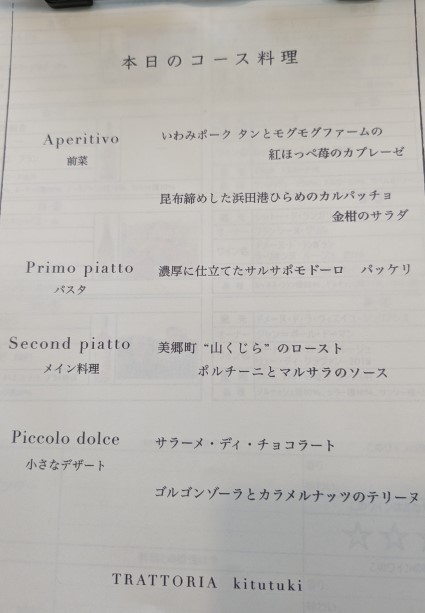 本日のコース料理
Aperitivo
前菜
いわみポーク タンとモグモグファームの
紅ほっぺ苺のカプレーゼ
昆布締めした浜田港ひらめのカルパッチョ
金柑のサラダ
Primo piatto
パスタ
濃厚に仕立てたサルサポモドーロ パッケリ
Second piatto
メイン料理
美郷町“山くじら”のロースト
ポルチーニとマルサラのソース
Piccolo dolce
小さなデザート
サラーメ・ディ・チョコラート
ゴルゴンゾーラとカラメルナッツのテリーヌ
TRATTORIA kitutuki